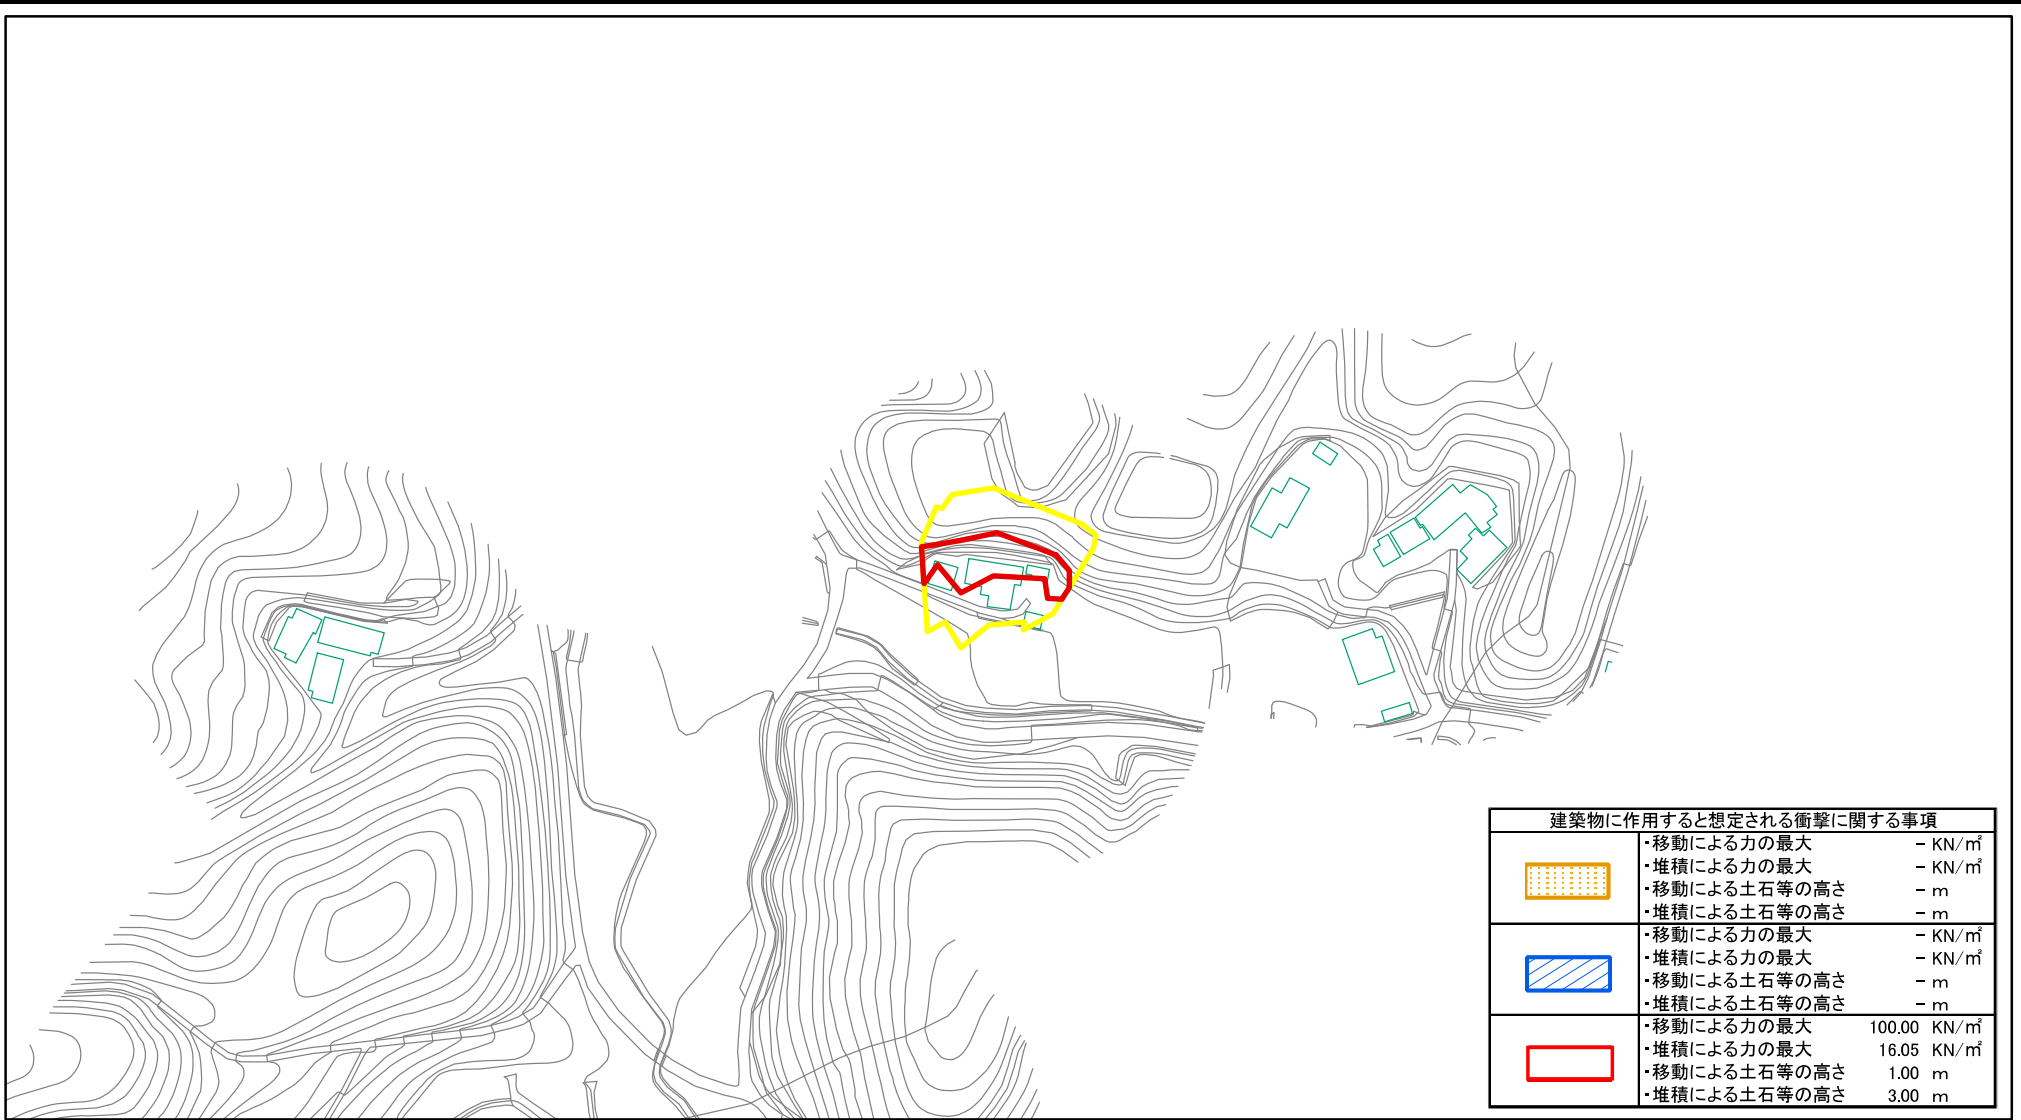 建築物に作用すると想定される衝撃に関する事項
・移動による力の最大 － KN/㎡
・堆積による力の最大 － KN/㎡
・移動による土石等の高さ － m
・堆積による土石等の高さ － m
・移動による力の最大 － KN/㎡
・堆積による力の最大 － KN/㎡
・移動による土石等の高さ － m
・堆積による土石等の高さ － m
・移動による力の最大 100.00 KN/㎡
・堆積による力の最大 16.05 KN/㎡
・移動による土石等の高さ 1.00 m
・堆積による土石等の高さ 3.00 m